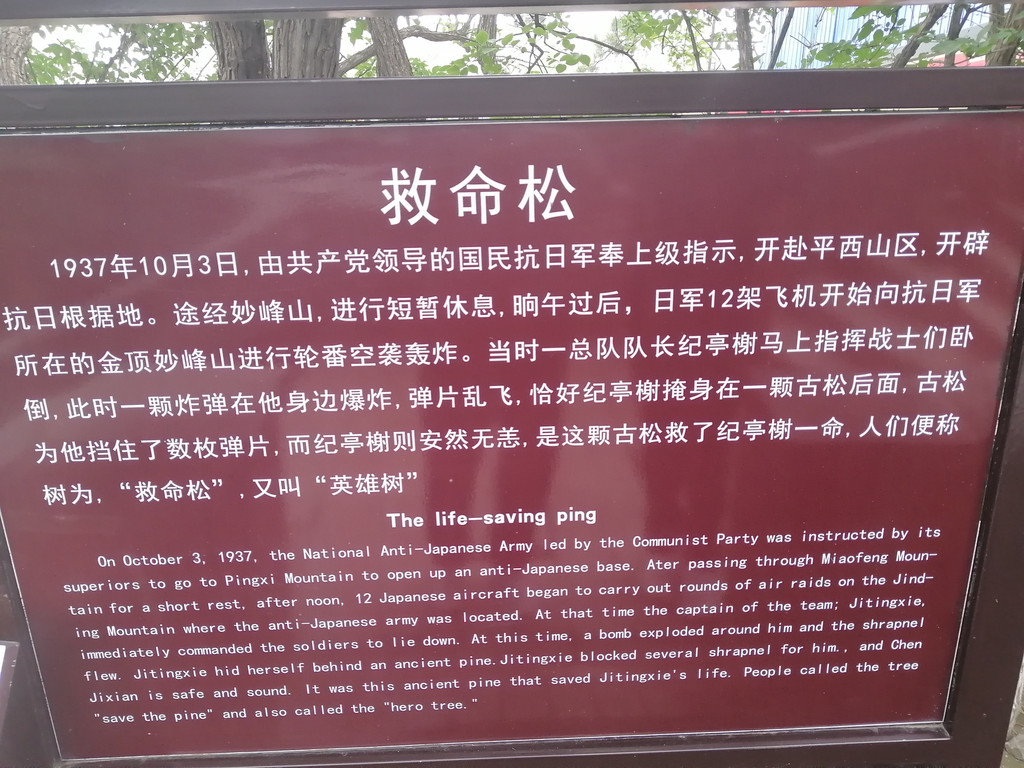 救命松
1937年10月3日,由共产党领导的国民抗日军奉上级指示,开赴平西山区,开辟
抗日根据地。途经妙峰山,进行短暂休息,晌午过后，日军12架飞机开始向抗日军
所在的金顶妙峰山进行轮番空袭轰炸。当时一总队队长纪亭榭马上指挥战士们卧
倒,此时一颗炸弹在他身边爆炸,弹片乱飞,恰好纪亭榭掩身在一颗古松后面,古松
为他挡住了数枚弹片,而纪亭榭则安然无恙,是这颗古松救了纪亭榭一命,人们便称
树为,“救命松”,又叫“英雄树”
The life-saving ping
On October 3, 1937, the National Anti-Japanese Army led by the Communist Party was instructed by its
superiors to go to Pingxi Mountain to open up an anti-Japanese base. Ater passing through Miaofeng Moun-
tain for a short rest, after noon, 12 Japanese aircraft began to carry out rounds of air raids on the Jind-
ing Mountain where the anti-Japanese army was located. At that time the captain of the team; Jitingxie,
immediately commanded the soldiers to lie down. At this time, a bomb exploded around him and the shrapnel
flew. Jitingxie hid herself behind an ancient pine.Jitingxie blocked several shrapnel for him., and Chen
Jixian is safe and sound. It was this ancient pine that saved Jitingxie's life. People called the tree
"save the pine" and also called the "hero tree."